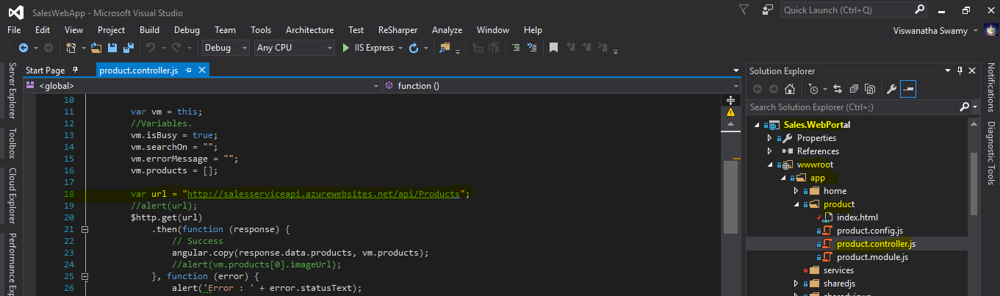 SalesWebApp - Microsoft Visual Studio
Quick Launch (Ctrl+Q)
File Edit View Project Build Debug Team Tools Architecture Test ReSharper Analyze Window Help
Viswanatha Swamy
Debug Any CPU IIS Express
Server Explorer
Toolbox
Cloud Explorer
Performance Exp
Start Page product.controller.js
<global> function ()
10
11 var vm = this;
12 //Variables.
13 vm.isBusy = true;
14 vm.searchOn = "";
15 vm.errorMessage = "";
16 vm.products = [];
17
18 var url = "http://salesserviceapi.azurewebsites.net/api/Products";
19 //alert(url);
20 $http.get(url)
21 .then(function (response) {
22 // Success
23 angular.copy(response.data.products, vm.products);
24 //alert(vm.products[0].imageUrl);
25 }, function (error) {
26 alert('Error : ' + error.statusText);
Solution Explorer
Search Solution Explorer (Ctrl+;)
Sales.WebPortal
Properties
References
wwwroot
app
home
product
index.html
product.config.js
product.controller.js
product.module.js
services
sharedjs
sharedviews
Notifications
Diagnostic Tools